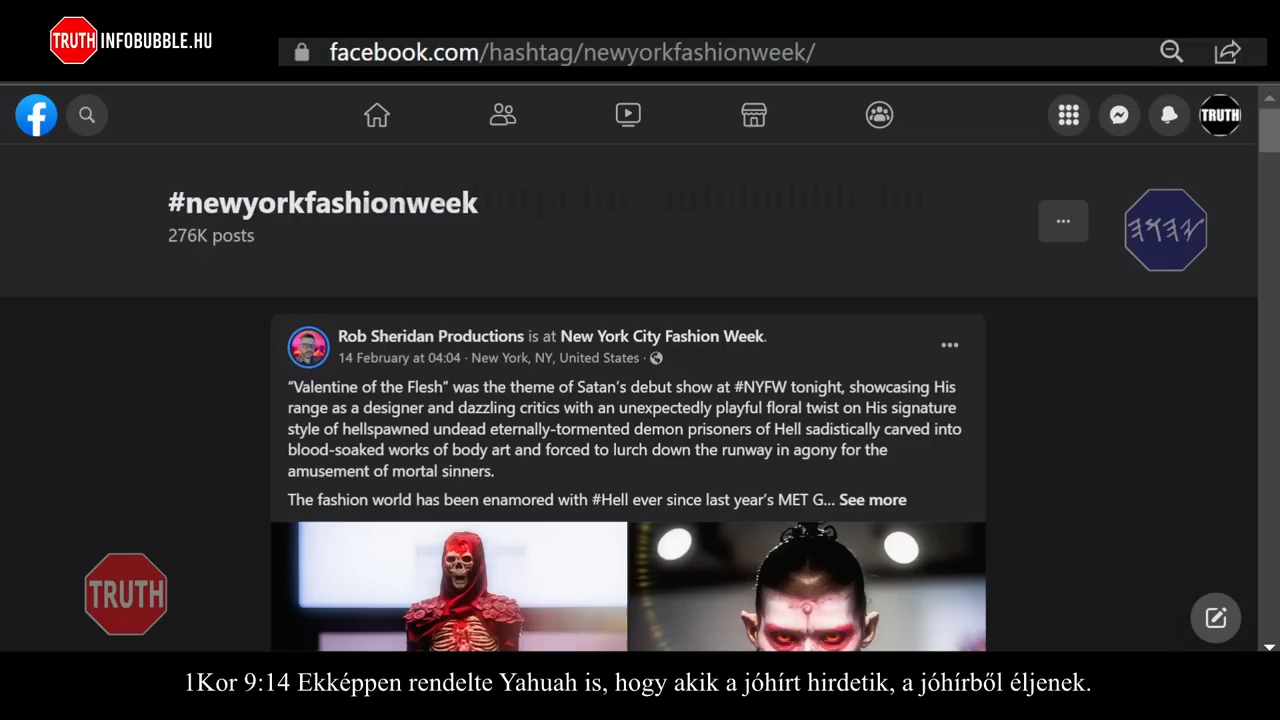 TRUTH INFOBUBBLE.HU
facebook.com/hashtag/newyorkfashionweek/
TRUTH
#newyorkfashionweek
infobubble.hu
276K posts
𐤉𐤄𐤅𐤄
Rob Sheridan Productions is at New York City Fashion Week.
14 February at 04:04 · New York, NY, United States ·
“Valentine of the Flesh” was the theme of Satan’s debut show at #NYFW tonight, showcasing His
range as a designer and dazzling critics with an unexpectedly playful floral twist on His signature
style of hellspawned undead eternally-tormented demon prisoners of Hell sadistically carved into
blood-soaked works of body art and forced to lurch down the runway in agony for the
amusement of mortal sinners.
The fashion world has been enamored with #Hell ever since last year’s MET G... See more
TRUTH
1Kor 9:14 Ekképpen rendelte Yahuah is, hogy akik a jóhírt hirdetik, a jóhírből éljenek.